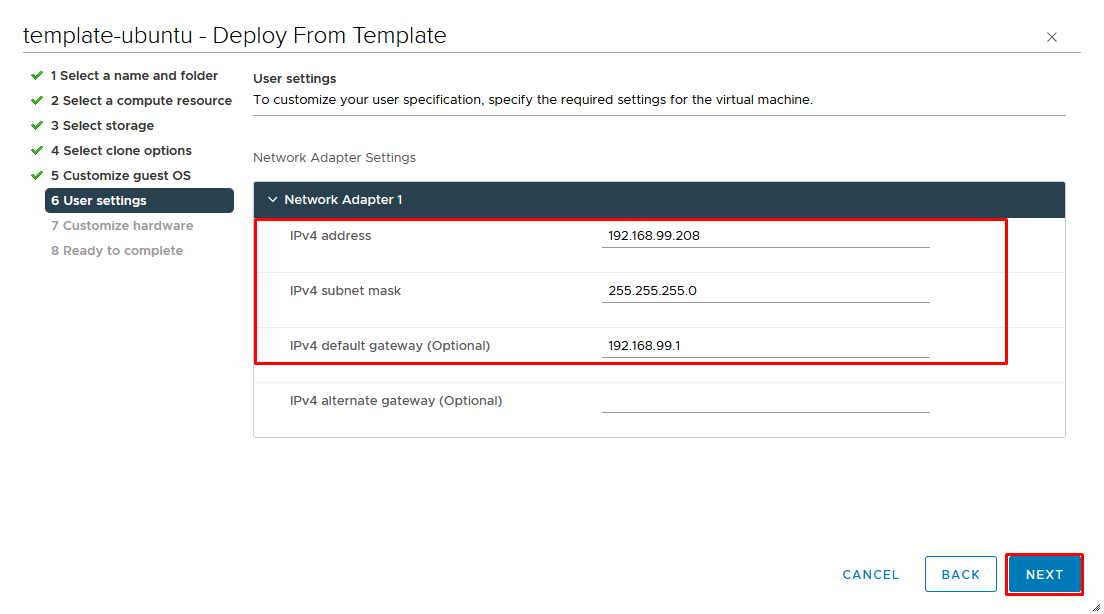 template-ubuntu - Deploy From Template
1 Select a name and folder
2 Select a compute resource
3 Select storage
4 Select clone options
5 Customize guest OS
6 User settings
7 Customize hardware
8 Ready to complete
User settings
To customize your user specification, specify the required settings for the virtual machine.
Network Adapter Settings
Network Adapter 1
IPv4 address 192.168.99.208
IPv4 subnet mask 255.255.255.0
IPv4 default gateway (Optional) 192.168.99.1
IPv4 alternate gateway (Optional)
CANCEL BACK NEXT